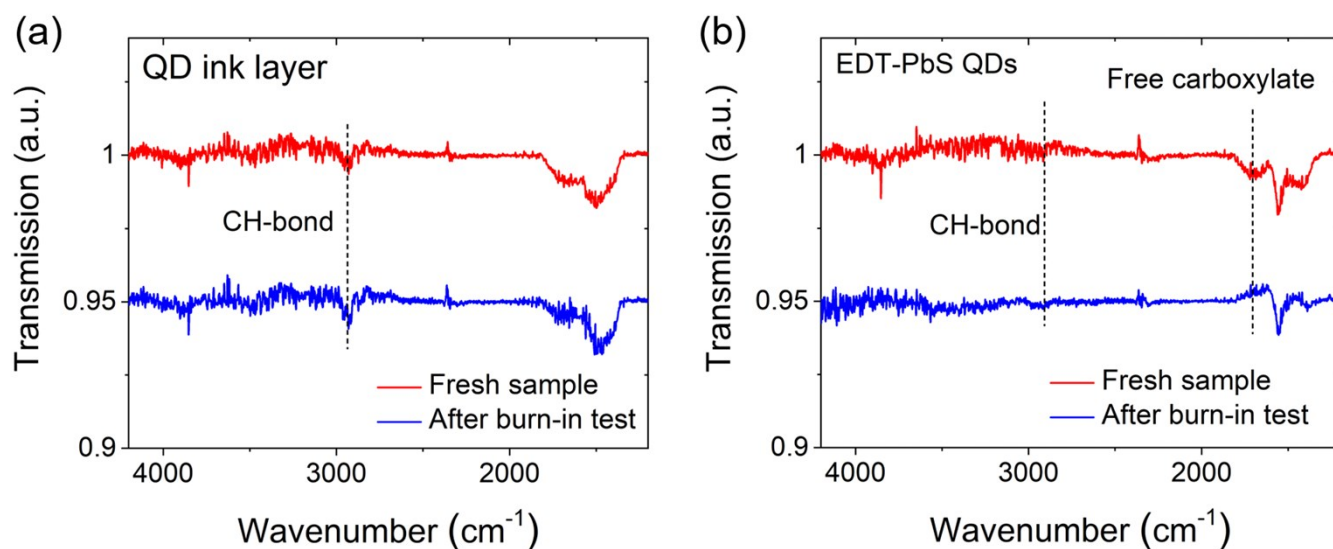 (a)
QD ink layer
Transmission (a.u.)
1
0.95
0.9
CH-bond
Fresh sample
After burn-in test
4000 3000 2000
Wavenumber (cm⁻¹)
(b)
EDT-PbS QDs
Free carboxylate
Transmission (a.u.)
1
0.95
0.9
CH-bond
Fresh sample
After burn-in test
4000 3000 2000
Wavenumber (cm⁻¹)